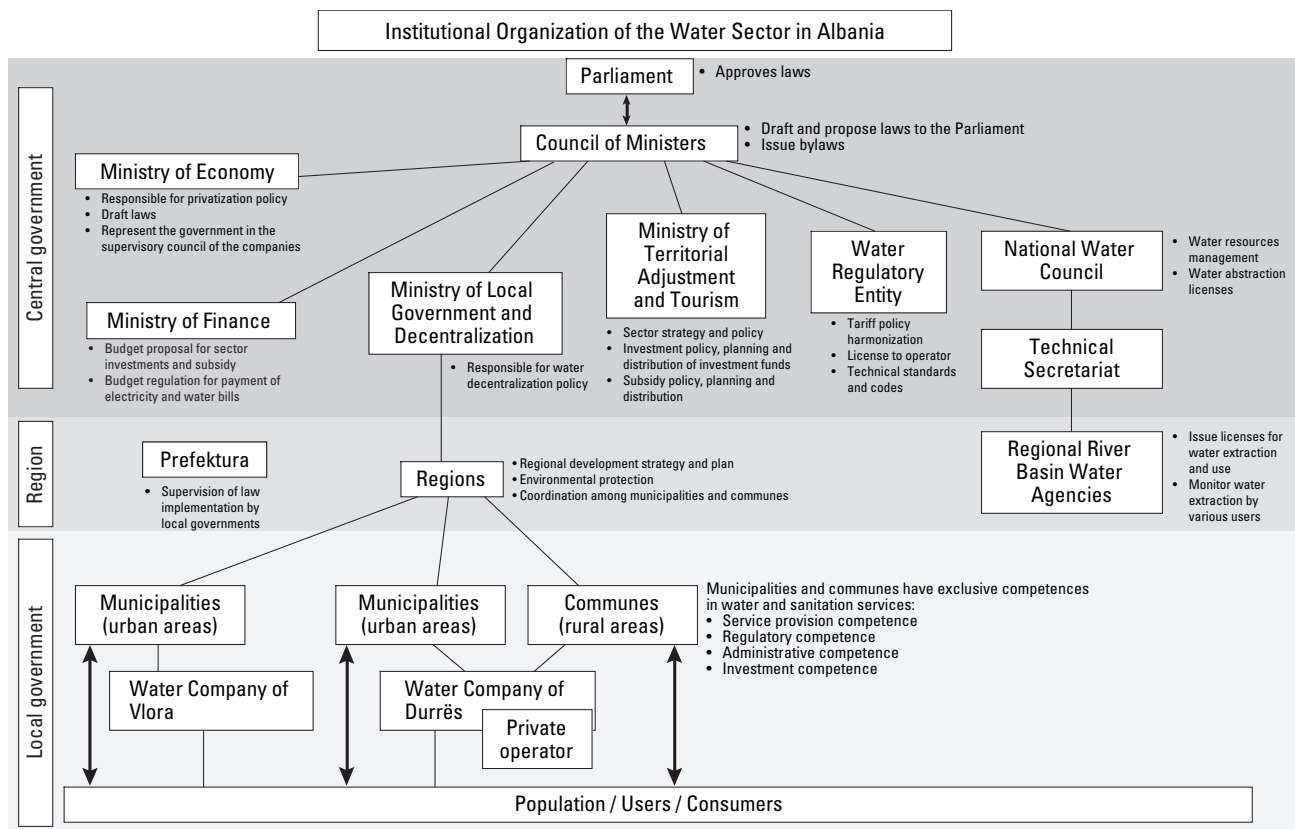 Institutional Organization of the Water Sector in Albania
Central government
Parliament
• Approves laws
Council of Ministers
• Draft and propose laws to the Parliament
• Issue bylaws
Ministry of Economy
• Responsible for privatization policy
• Draft laws
• Represent the government in the
supervisory council of the companies
Ministry of Finance
• Budget proposal for sector
investments and subsidy
• Budget regulation for payment of
electricity and water bills
Ministry of Local
Government and
Decentralization
• Responsible for water
decentralization policy
Ministry of
Territorial
Adjustment
and Tourism
• Sector strategy and policy
• Investment policy, planning and
distribution of investment funds
• Subsidy policy, planning and
distribution
Water
Regulatory
Entity
• Tariff policy
harmonization
• License to operator
• Technical standards
and codes
National Water
Council
• Water resources
management
• Water abstraction
licenses
Technical
Secretariat
Region
Prefektura
• Supervision of law
implementation by
local governments
Regions
• Regional development strategy and plan
• Environmental protection
• Coordination among municipalities and communes
Regional River
Basin Water
Agencies
• Issue licenses for
water extraction
and use
• Monitor water
extraction by
various users
Local government
Municipalities
(urban areas)
Municipalities
(urban areas)
Communes
(rural areas)
Municipalities and communes have exclusive competences
in water and sanitation services:
• Service provision competence
• Regulatory competence
• Administrative competence
• Investment competence
Water Company of
Vlora
Water Company of
Durrës
Private
operator
Population / Users / Consumers